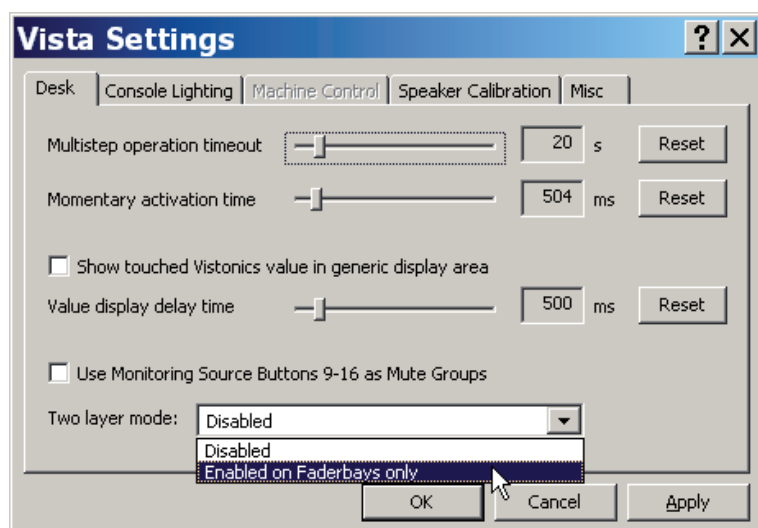 Vista Settings
Desk Console Lighting Machine Control Speaker Calibration Misc
Multistep operation timeout 20 s Reset
Momentary activation time 504 ms Reset
Show touched Vistonics value in generic display area
Value display delay time 500 ms Reset
Use Monitoring Source Buttons 9-16 as Mute Groups
Two layer mode: Disabled
Disabled
Enabled on Faderbays only
OK Cancel Apply